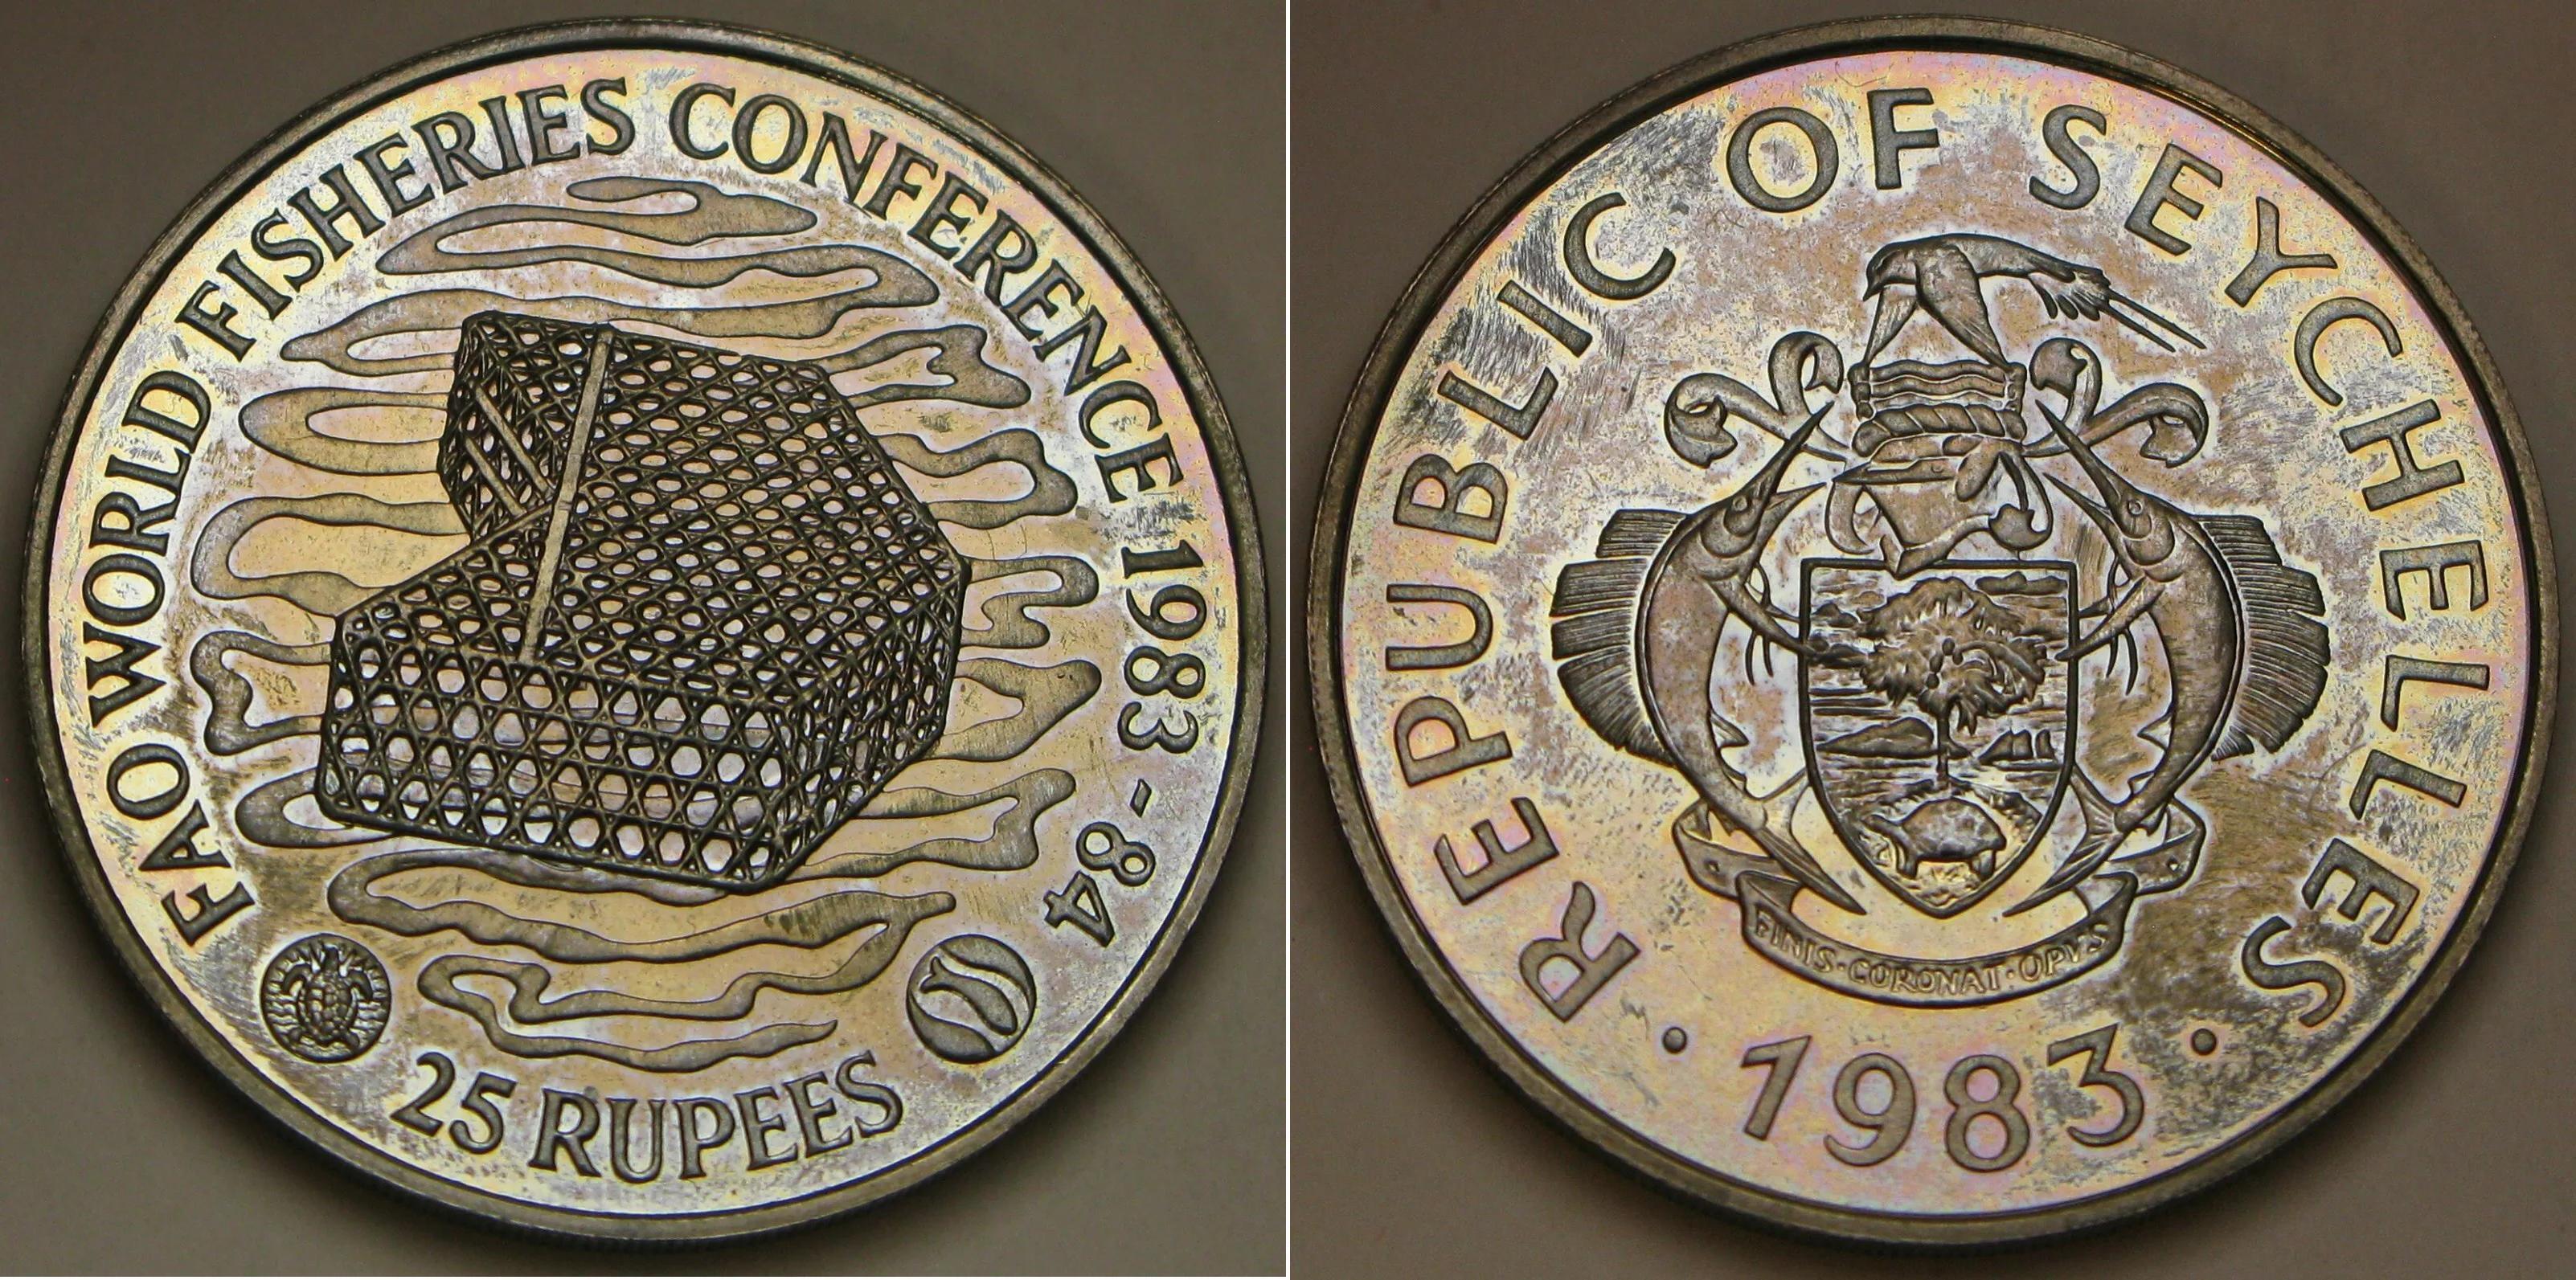 FAO WORLD FISHERIES CONFERENCE 1983 - 84
25 RUPEES
REPUBLIC OF SEYCHELLES
FINIS · CORONAT · OPVS
· 1983 ·